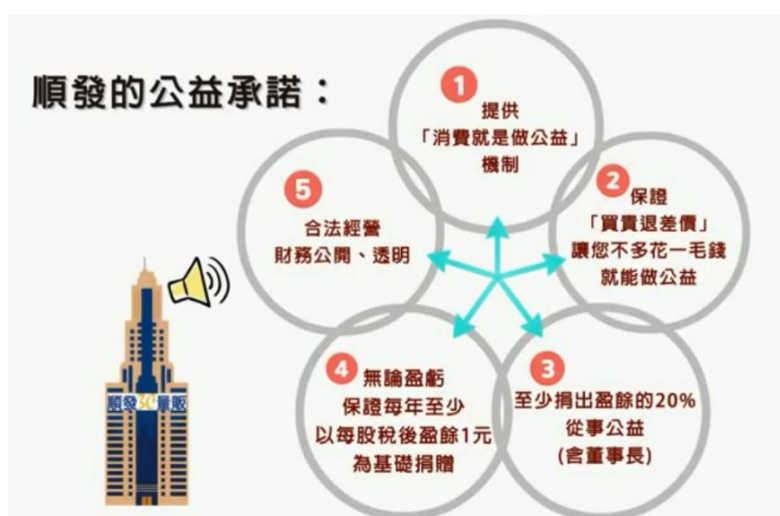 順發的公益承諾：
1
提供
「消費就是做公益」
機制
2
保證
「買貴退差價」
讓您不多花一毛錢
就能做公益
3
至少捐出盈餘的20%
從事公益
(含董事長)
4
無論盈虧
保證每年至少
以每股稅後盈餘1元
為基礎捐贈
5
合法經營
財務公開、透明
順發3C量販